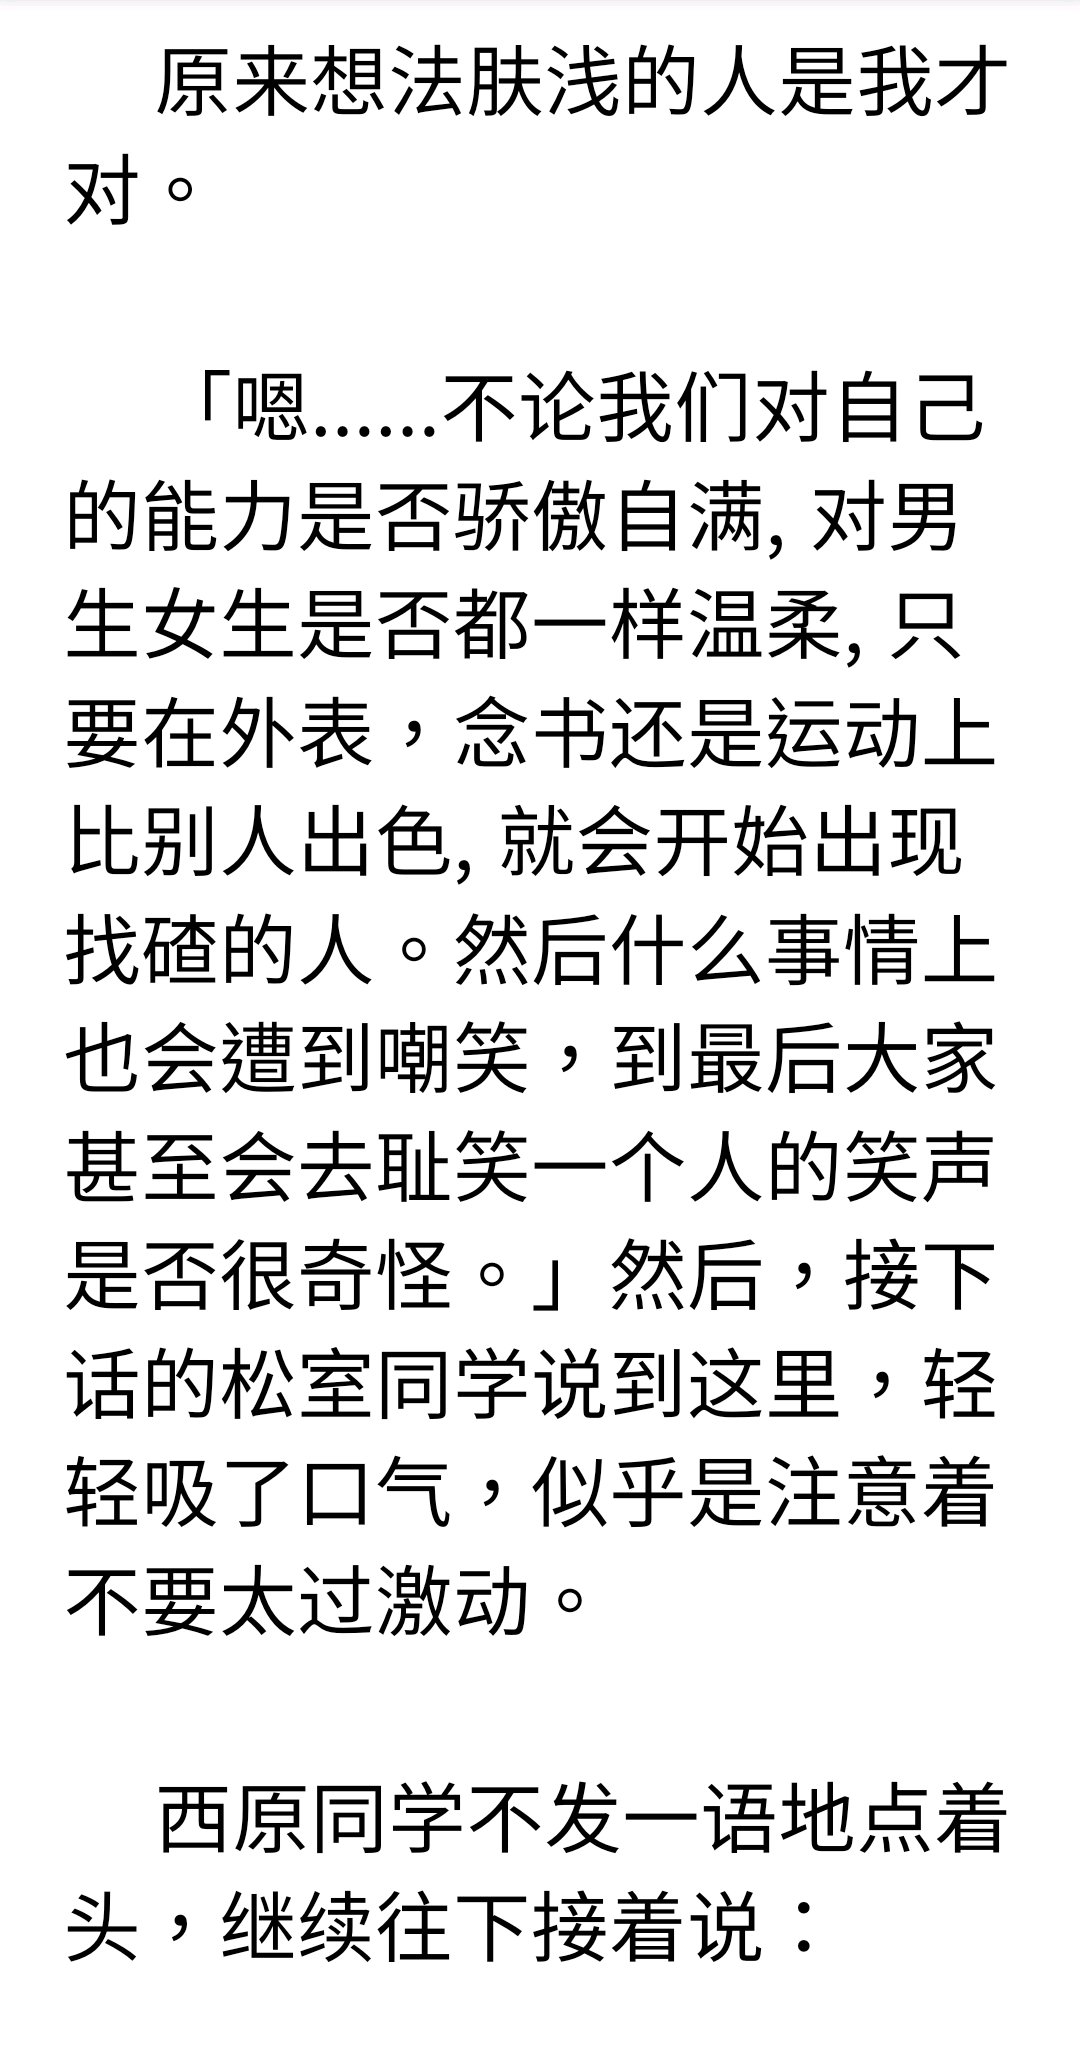 原来想法肤浅的人是我才
对。
「嗯......不论我们对自己
的能力是否骄傲自满, 对男
生女生是否都一样温柔, 只
要在外表，念书还是运动上
比别人出色, 就会开始出现
找碴的人。然后什么事情上
也会遭到嘲笑，到最后大家
甚至会去耻笑一个人的笑声
是否很奇怪。」然后，接下
话的松室同学说到这里，轻
轻吸了口气，似乎是注意着
不要太过激动。
西原同学不发一语地点着
头，继续往下接着说：